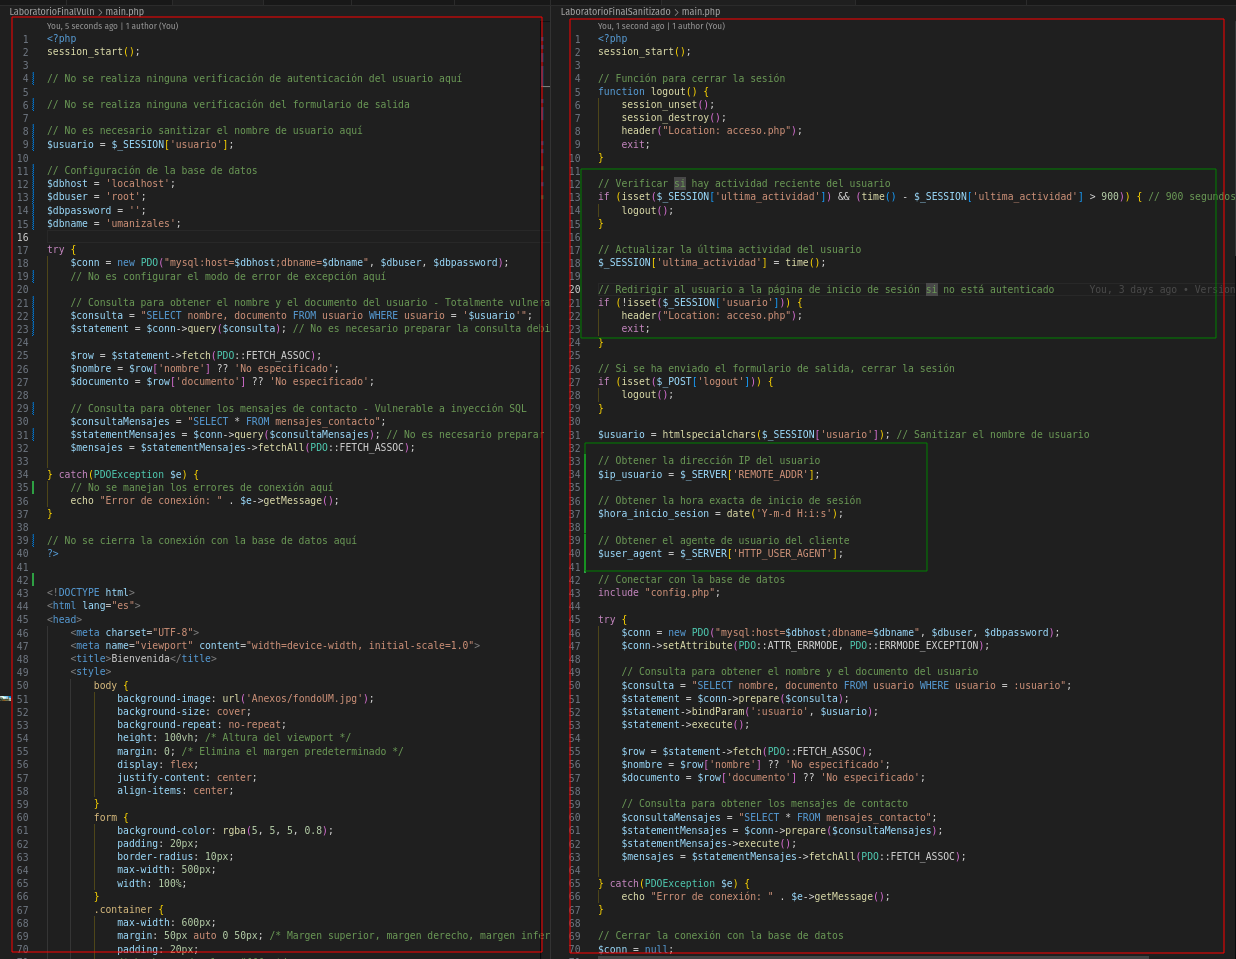 LaboratorioFinalVuln > main.php
You, 5 seconds ago | 1 author (You)
1 <?php
2 session_start();
3
4 // No se realiza ninguna verificación de autenticación del usuario aquí
5
6 // No se realiza ninguna verificación del formulario de salida
7
8 // No es necesario sanitizar el nombre de usuario aquí
9 $usuario = $_SESSION['usuario'];
10
11 // Configuración de la base de datos
12 $dbhost = 'localhost';
13 $dbuser = 'root';
14 $dbpassword = '';
15 $dbname = 'umanizales';
16
17 try {
18 $conn = new PDO("mysql:host=$dbhost;dbname=$dbname", $dbuser, $dbpassword);
19 // No es configurar el modo de error de excepción aquí
20
21 // Consulta para obtener el nombre y el documento del usuario - Totalmente vulnera
22 $consulta = "SELECT nombre, documento FROM usuario WHERE usuario = '$usuario'";
23 $statement = $conn->query($consulta); // No es necesario preparar la consulta debi
24
25 $row = $statement->fetch(PDO::FETCH_ASSOC);
26 $nombre = $row['nombre'] ?? 'No especificado';
27 $documento = $row['documento'] ?? 'No especificado';
28
29 // Consulta para obtener los mensajes de contacto - Vulnerable a inyección SQL
30 $consultaMensajes = "SELECT * FROM mensajes_contacto";
31 $statementMensajes = $conn->query($consultaMensajes); // No es necesario preparar
32 $mensajes = $statementMensajes->fetchAll(PDO::FETCH_ASSOC);
33
34 } catch(PDOException $e) {
35 // No se manejan los errores de conexión aquí
36 echo "Error de conexión: " . $e->getMessage();
37 }
38
39 // No se cierra la conexión con la base de datos aquí
40 ?>
41
42
43 <!DOCTYPE html>
44 <html lang="es">
45 <head>
46 <meta charset="UTF-8">
47 <meta name="viewport" content="width=device-width, initial-scale=1.0">
48 <title>Bienvenida</title>
49 <style>
50 body {
51 background-image: url('Anexos/fondoUM.jpg');
52 background-size: cover;
53 background-repeat: no-repeat;
54 height: 100vh; /* Altura del viewport */
55 margin: 0; /* Elimina el margen predeterminado */
56 display: flex;
57 justify-content: center;
58 align-items: center;
59 }
60 form {
61 background-color: rgba(5, 5, 5, 0.8);
62 padding: 20px;
63 border-radius: 10px;
64 max-width: 500px;
65 width: 100%;
66 }
67 .container {
68 max-width: 600px;
69 margin: 50px auto 0 50px; /* Margen superior, margen derecho, margen infer
70 padding: 20px;
LaboratorioFinalSanitizado > main.php
You, 1 second ago | 1 author (You)
1 <?php
2 session_start();
3
4 // Función para cerrar la sesión
5 function logout() {
6 session_unset();
7 session_destroy();
8 header("Location: acceso.php");
9 exit;
10 }
11
12 // Verificar si hay actividad reciente del usuario
13 if (isset($_SESSION['ultima_actividad']) && (time() - $_SESSION['ultima_actividad'] > 900)) { // 900 segundos
14 logout();
15 }
16
17 // Actualizar la última actividad del usuario
18 $_SESSION['ultima_actividad'] = time();
19
20 // Redirigir al usuario a la página de inicio de sesión si no está autenticado You, 3 days ago • Version
21 if (!isset($_SESSION['usuario'])) {
22 header("Location: acceso.php");
23 exit;
24 }
25
26 // Si se ha enviado el formulario de salida, cerrar la sesión
27 if (isset($_POST['logout'])) {
28 logout();
29 }
30
31 $usuario = htmlspecialchars($_SESSION['usuario']); // Sanitizar el nombre de usuario
32
33 // Obtener la dirección IP del usuario
34 $ip_usuario = $_SERVER['REMOTE_ADDR'];
35
36 // Obtener la hora exacta de inicio de sesión
37 $hora_inicio_sesion = date('Y-m-d H:i:s');
38
39 // Obtener el agente de usuario del cliente
40 $user_agent = $_SERVER['HTTP_USER_AGENT'];
41
42 // Conectar con la base de datos
43 include "config.php";
44
45 try {
46 $conn = new PDO("mysql:host=$dbhost;dbname=$dbname", $dbuser, $dbpassword);
47 $conn->setAttribute(PDO::ATTR_ERRMODE, PDO::ERRMODE_EXCEPTION);
48
49 // Consulta para obtener el nombre y el documento del usuario
50 $consulta = "SELECT nombre, documento FROM usuario WHERE usuario = :usuario";
51 $statement = $conn->prepare($consulta);
52 $statement->bindParam(':usuario', $usuario);
53 $statement->execute();
54
55 $row = $statement->fetch(PDO::FETCH_ASSOC);
56 $nombre = $row['nombre'] ?? 'No especificado';
57 $documento = $row['documento'] ?? 'No especificado';
58
59 // Consulta para obtener los mensajes de contacto
60 $consultaMensajes = "SELECT * FROM mensajes_contacto";
61 $statementMensajes = $conn->prepare($consultaMensajes);
62 $statementMensajes->execute();
63 $mensajes = $statementMensajes->fetchAll(PDO::FETCH_ASSOC);
64
65 } catch(PDOException $e) {
66 echo "Error de conexión: " . $e->getMessage();
67 }
68
69 // Cerrar la conexión con la base de datos
70 $conn = null;